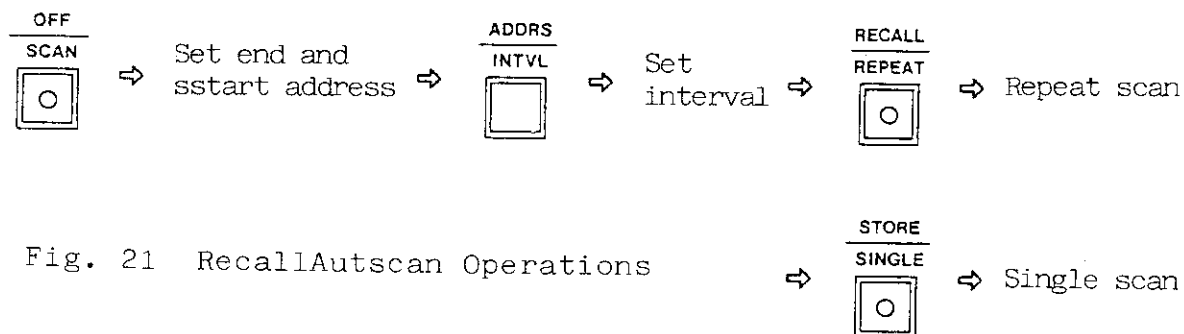 OFF
SCAN
Set end and
sstart address
ADDRS
INTVL
Set
interval
RECALL
REPEAT
Repeat scan
Fig. 21 RecallAutscan Operations
STORE
SINGLE
Single scan